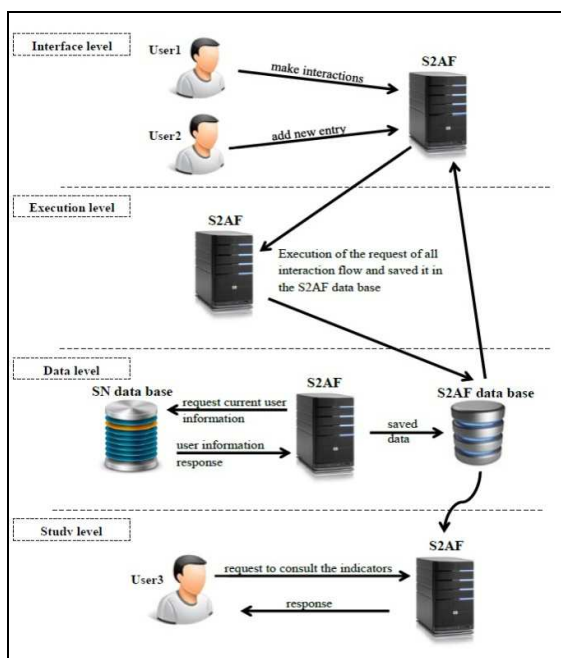 Interface level
User1
S2AF
make interactions
User2
add new entry
Execution level
S2AF
Execution of the request of all
interaction flow and saved it in
the S2AF data base
Data level
SN data base
S2AF
S2AF data base
request current user
information
saved
data
user information
response
Study level
S2AF
User3
request to consult the indicators
response